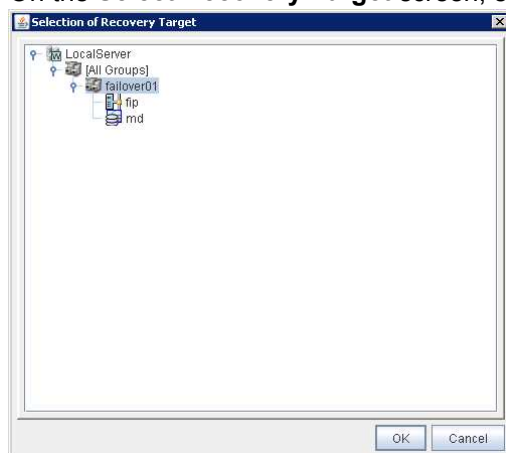 Selection of Recovery Target
LocalServer
[All Groups]
failover01
fip
md
OK Cancel